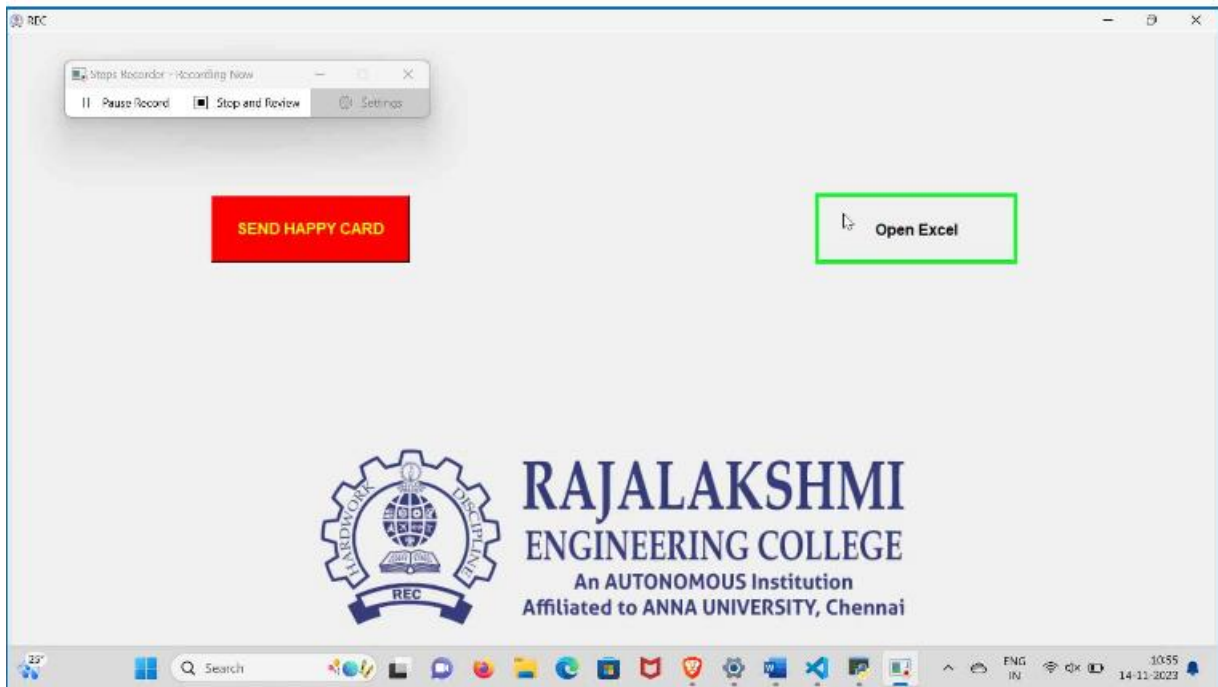 REC
Steps Recorder - Recording Now
Pause Record Stop and Review Settings
SEND HAPPY CARD
Open Excel
HARDWORK DISCIPLINE
REC
RAJALAKSHMI
ENGINEERING COLLEGE
An AUTONOMOUS Institution
Affiliated to ANNA UNIVERSITY, Chennai
25°
Search
ENG
IN
10:55
14-11-2023